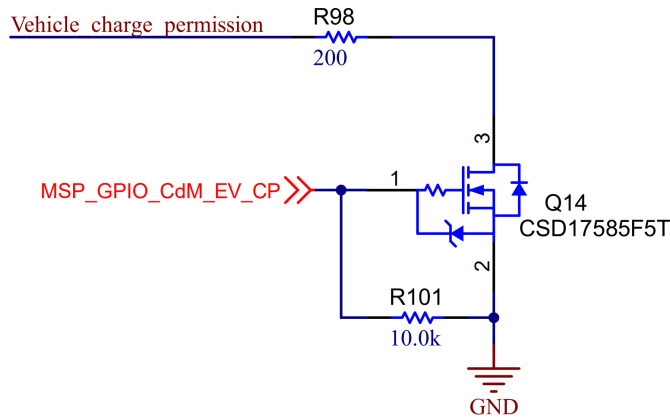 Vehicle charge permission
R98
200
3
MSP_GPIO_CdM_EV_CP
1
Q14
CSD17585F5T
2
R101
10.0k
GND